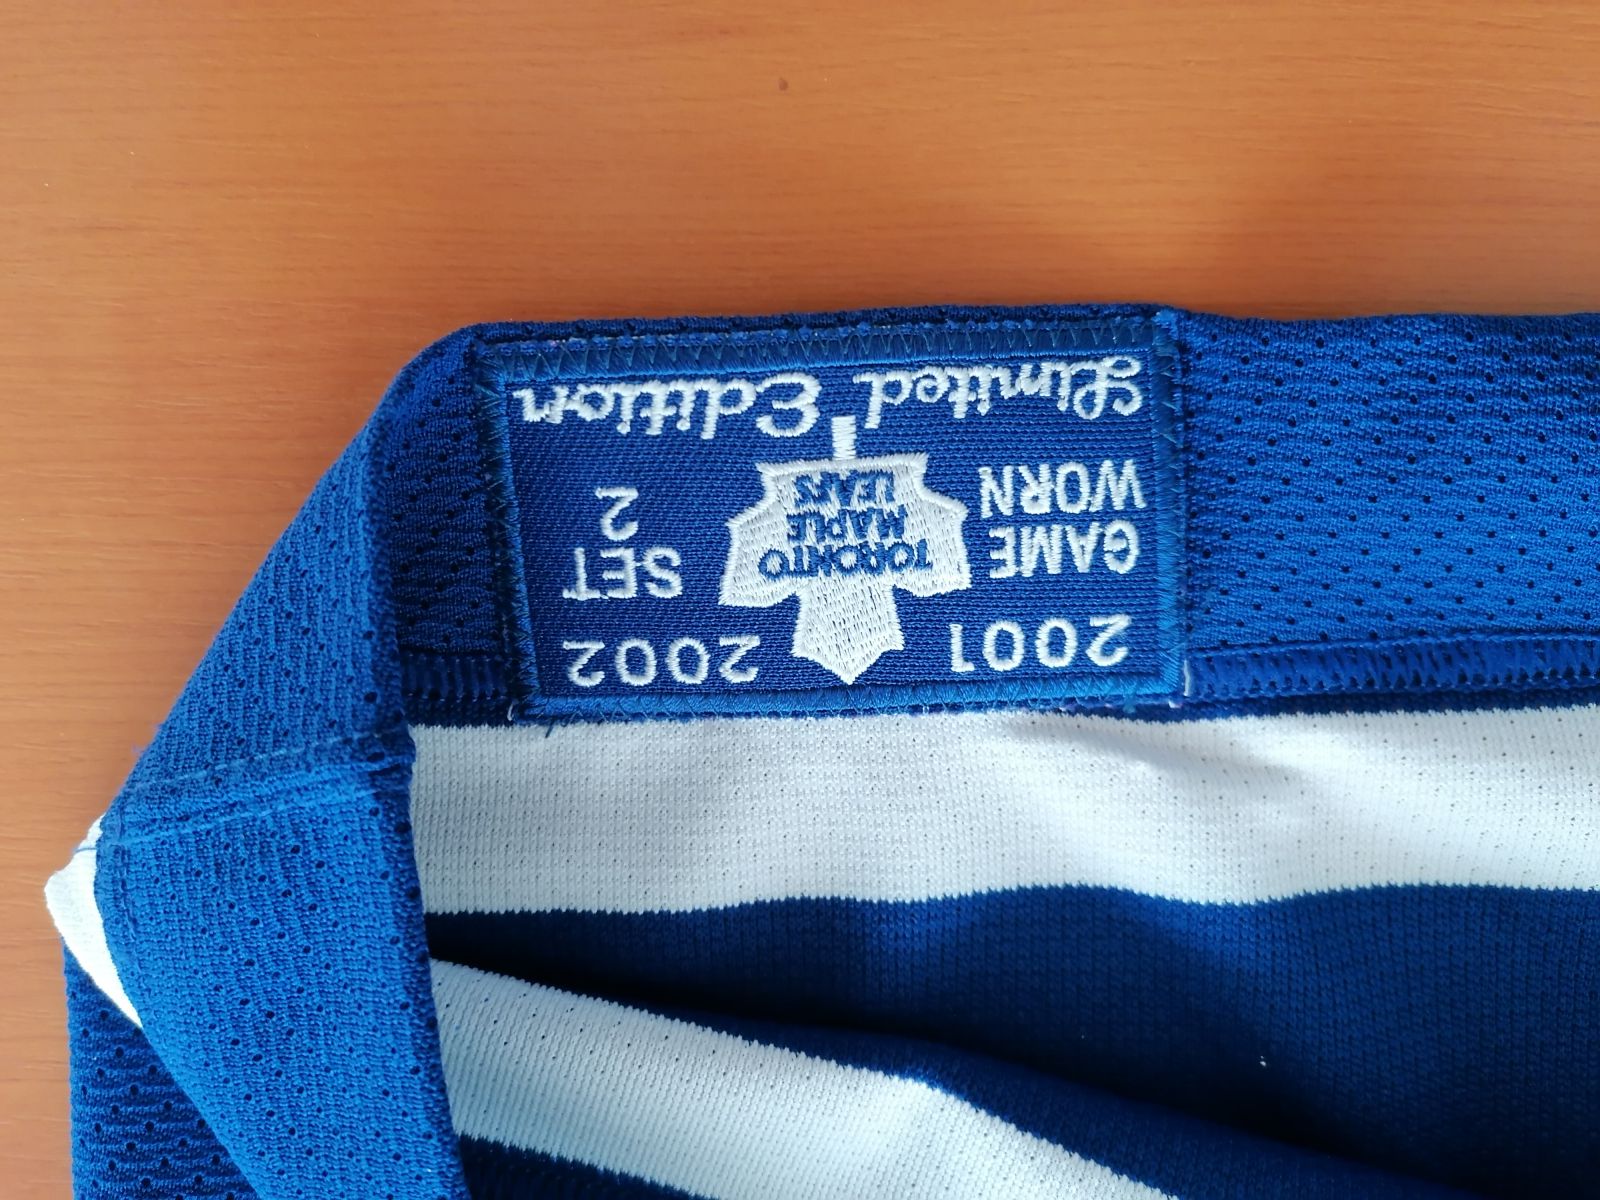 2001 2002
GAME
WORN
TORONTO
MAPLE
LEAFS
SET
2
Limited Edition